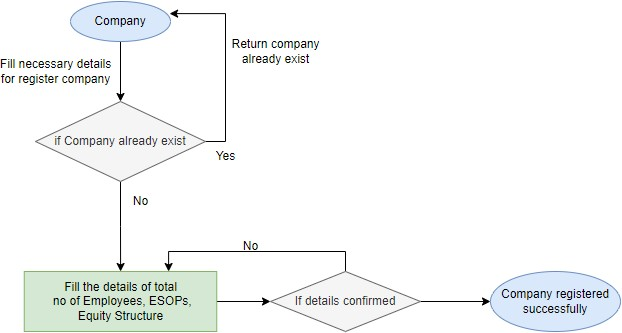 Company
Return company
already exist
Fill necessary details
for register company
if Company already exist
Yes
No
No
Fill the details of total
no of Employees, ESOPs,
Equity Structure
If details confirmed
Company registered
successfully